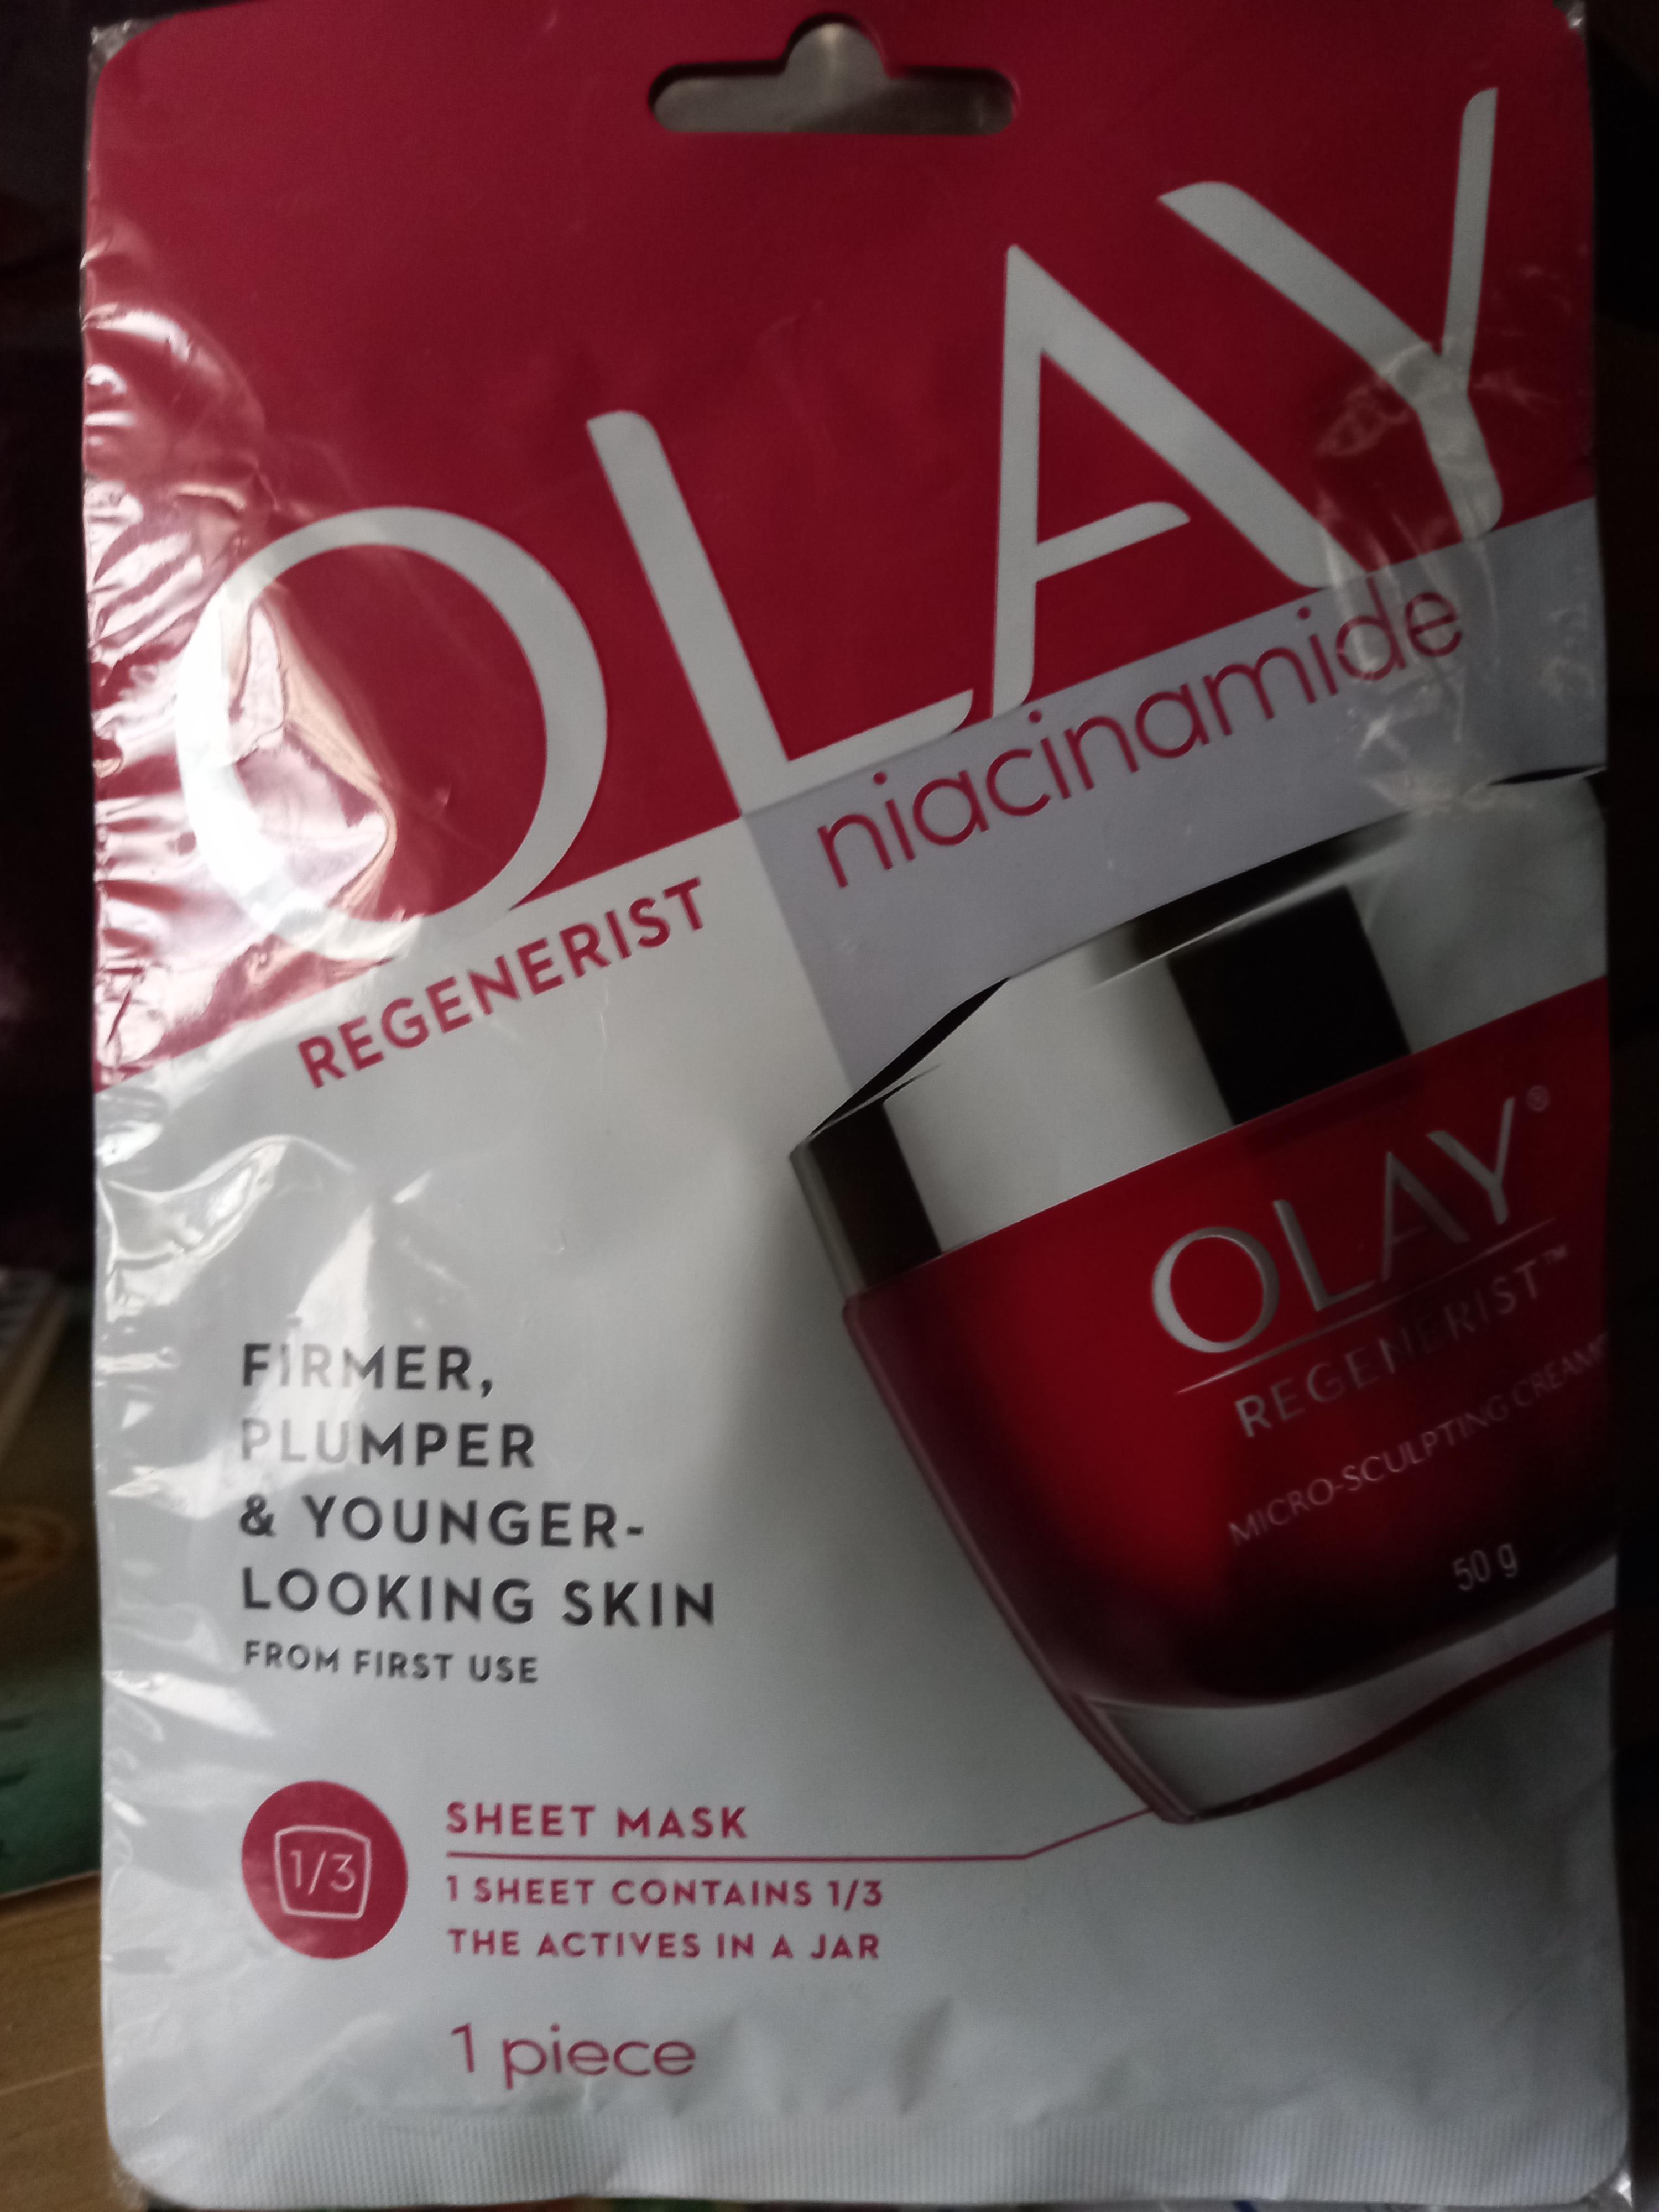 OLAY
niacinamide
REGENERIST
OLAY®
REGENERIST™
MICRO-SCULPTING CREAM
50 g
FIRMER,
PLUMPER
& YOUNGER-
LOOKING SKIN
FROM FIRST USE
1/3
SHEET MASK
1 SHEET CONTAINS 1/3
THE ACTIVES IN A JAR
1 piece